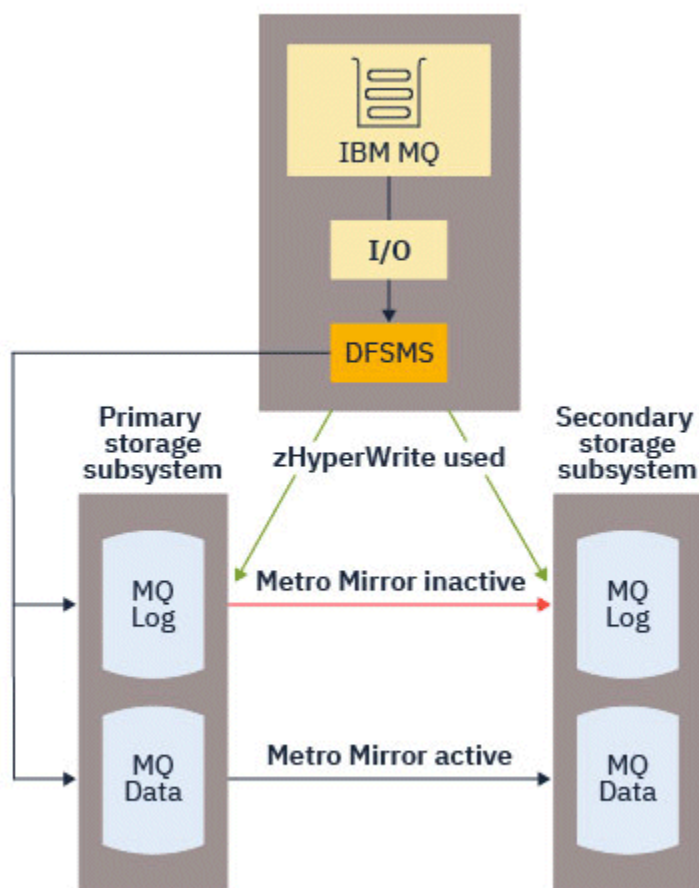 IBM MQ
I/O
DFSMS
Primary
storage
subsystem
zHyperWrite used
Secondary
storage
subsystem
MQ
Log
Metro Mirror inactive
MQ
Log
MQ
Data
Metro Mirror active
MQ
Data